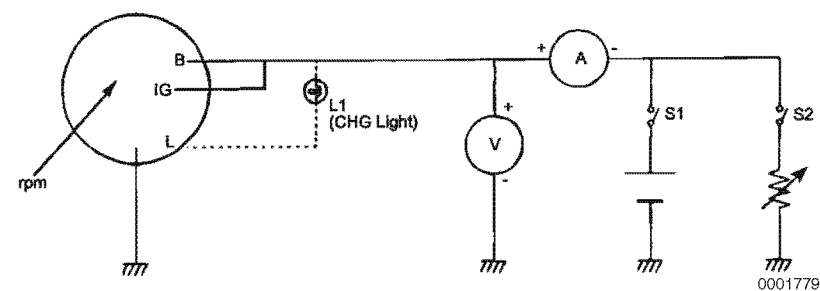 B
IG
L
rpm
L1
(CHG Light)
+ A -
+
V
-
S1
S2
0001779